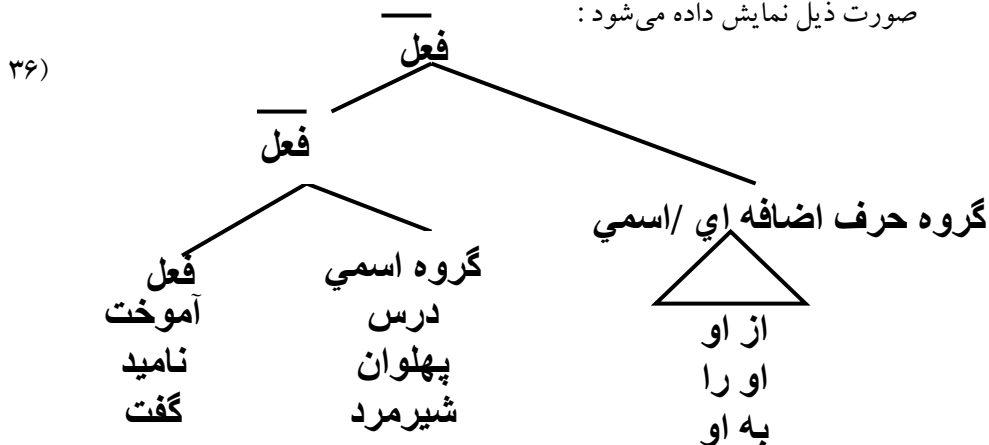 صورت ذیل نمایش داده می‌شود :
(۳۶
فعل
فعل
گروه حرف اضافه اي /اسمي
گروه اسمي فعل
درس آموخت
پهلوان ناميد
شيرمرد گفت
از او
او را
به او